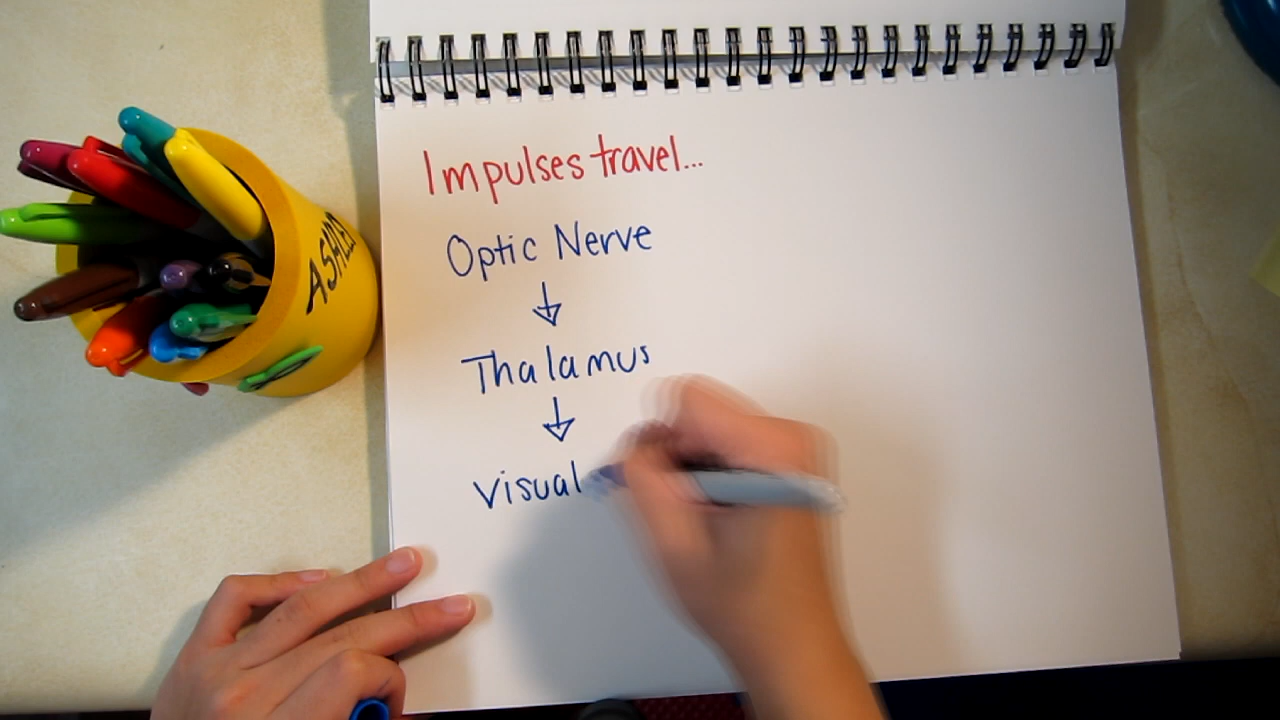 Impulses travel...
Optic Nerve
Thalamus
visual